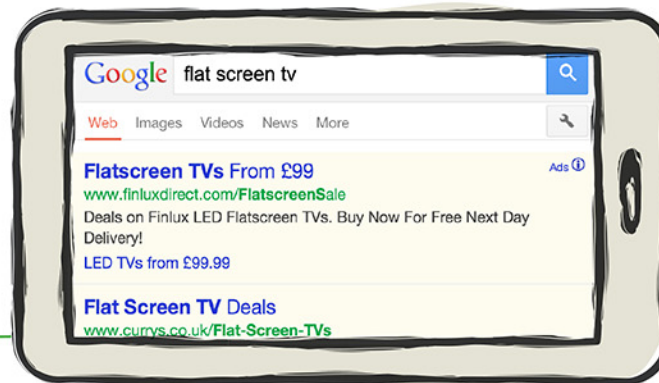 Google flat screen tv
Web Images Videos News More
Flatscreen TVs From £99
Ads
www.finluxdirect.com/FlatscreenSale
Deals on Finlux LED Flatscreen TVs. Buy Now For Free Next Day
Delivery!
LED TVs from £99.99
Flat Screen TV Deals
www.currys.co.uk/Flat-Screen-TVs